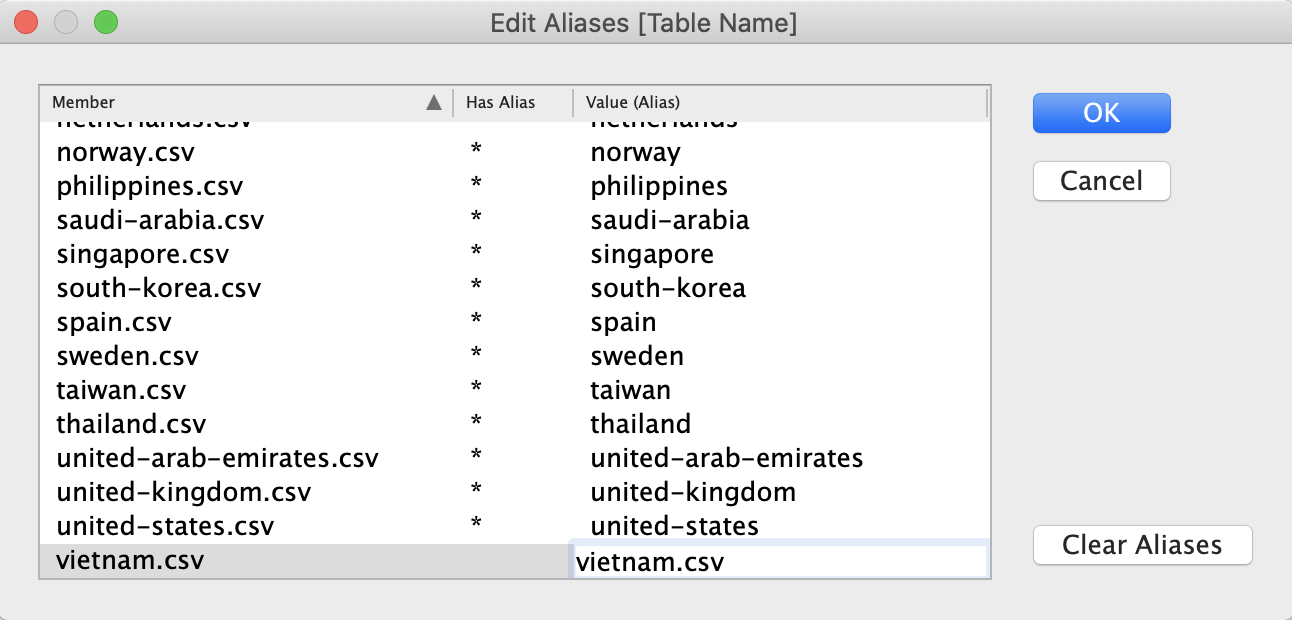 Edit Aliases [Table Name]
Member Has Alias Value (Alias)
netherlands.csv netherlands
norway.csv * norway
philippines.csv * philippines
saudi-arabia.csv * saudi-arabia
singapore.csv * singapore
south-korea.csv * south-korea
spain.csv * spain
sweden.csv * sweden
taiwan.csv * taiwan
thailand.csv * thailand
united-arab-emirates.csv * united-arab-emirates
united-kingdom.csv * united-kingdom
united-states.csv * united-states
vietnam.csv vietnam.csv
OK
Cancel
Clear Aliases